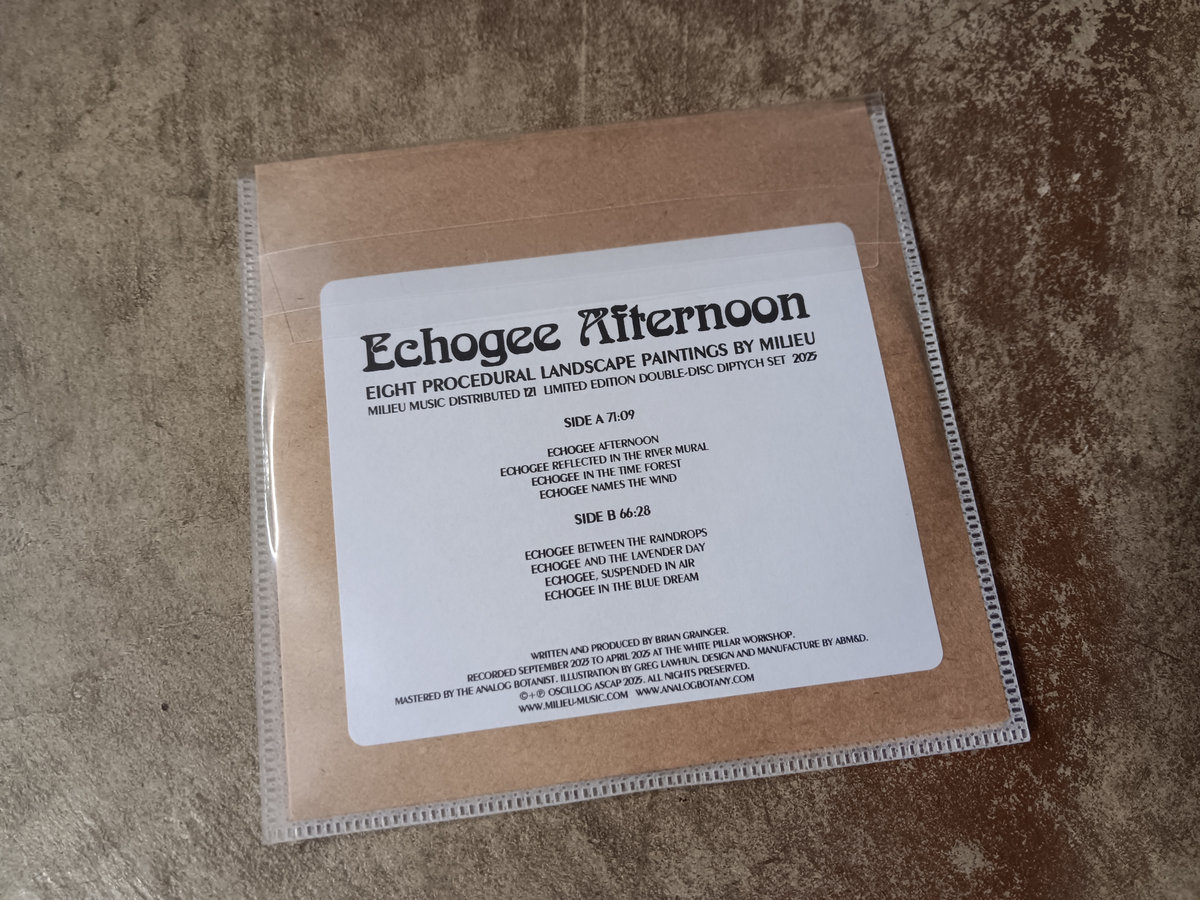 Echogee Afternoon
EIGHT PROCEDURAL LANDSCAPE PAINTINGS BY MILIEU
MILIEU MUSIC DISTRIBUTED 121 LIMITED EDITION DOUBLE-DISC DIPTYCH SET 2025
SIDE A 71:09
ECHOGEE AFTERNOON
ECHOGEE REFLECTED IN THE RIVER MURAL
ECHOGEE IN THE TIME FOREST
ECHOGEE NAMES THE WIND
SIDE B 66:28
ECHOGEE BETWEEN THE RAINDROPS
ECHOGEE AND THE LAVENDER DAY
ECHOGEE, SUSPENDED IN AIR
ECHOGEE IN THE BLUE DREAM
WRITTEN AND PRODUCED BY BRIAN GRAINGER.
RECORDED SEPTEMBER 2023 TO APRIL 2025 AT THE WHITE PILLAR WORKSHOP.
MASTERED BY THE ANALOG BOTANIST. ILLUSTRATION BY GREG LAWHUN. DESIGN AND MANUFACTURE BY ABM&D.
©+℗ OSCILLOG ASCAP 2025. ALL RIGHTS RESERVED.
WWW.MILIEU-MUSIC.COM WWW.ANALOGBOTANY.COM